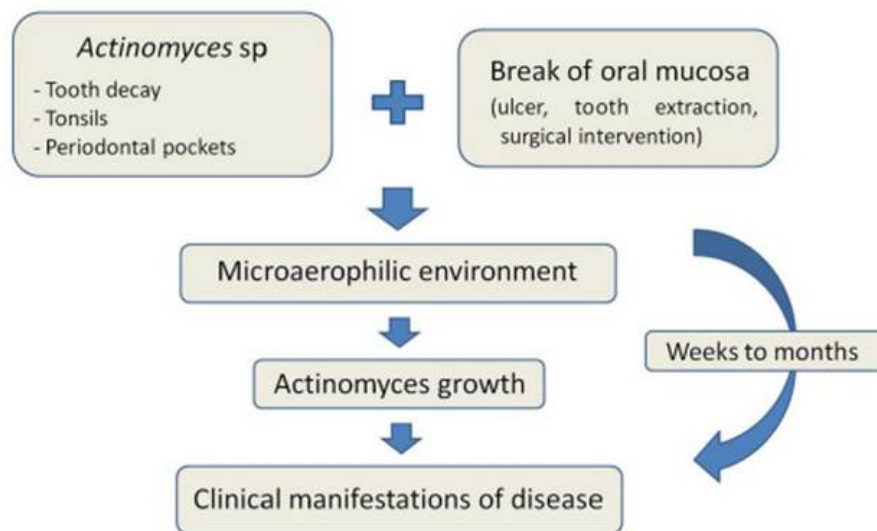 Actinomyces sp
- Tooth decay
- Tonsils
- Periodontal pockets
Break of oral mucosa
(ulcer, tooth extraction,
surgical intervention)
Microaerophilic environment
Weeks to months
Actinomyces growth
Clinical manifestations of disease